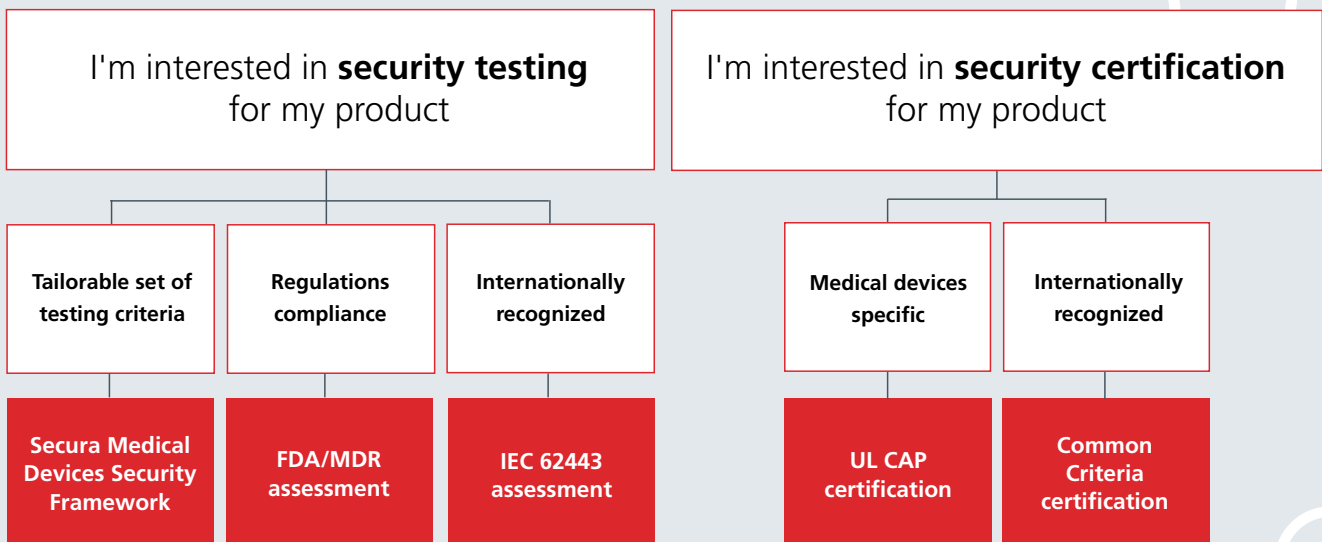 I'm interested in security testing
for my product
I'm interested in security certification
for my product
Tailorable set of
testing criteria
Regulations
compliance
Internationally
recognized
Medical devices
specific
Internationally
recognized
Secura Medical
Devices Security
Framework
FDA/MDR
assessment
IEC 62443
assessment
UL CAP
certification
Common
Criteria
certification